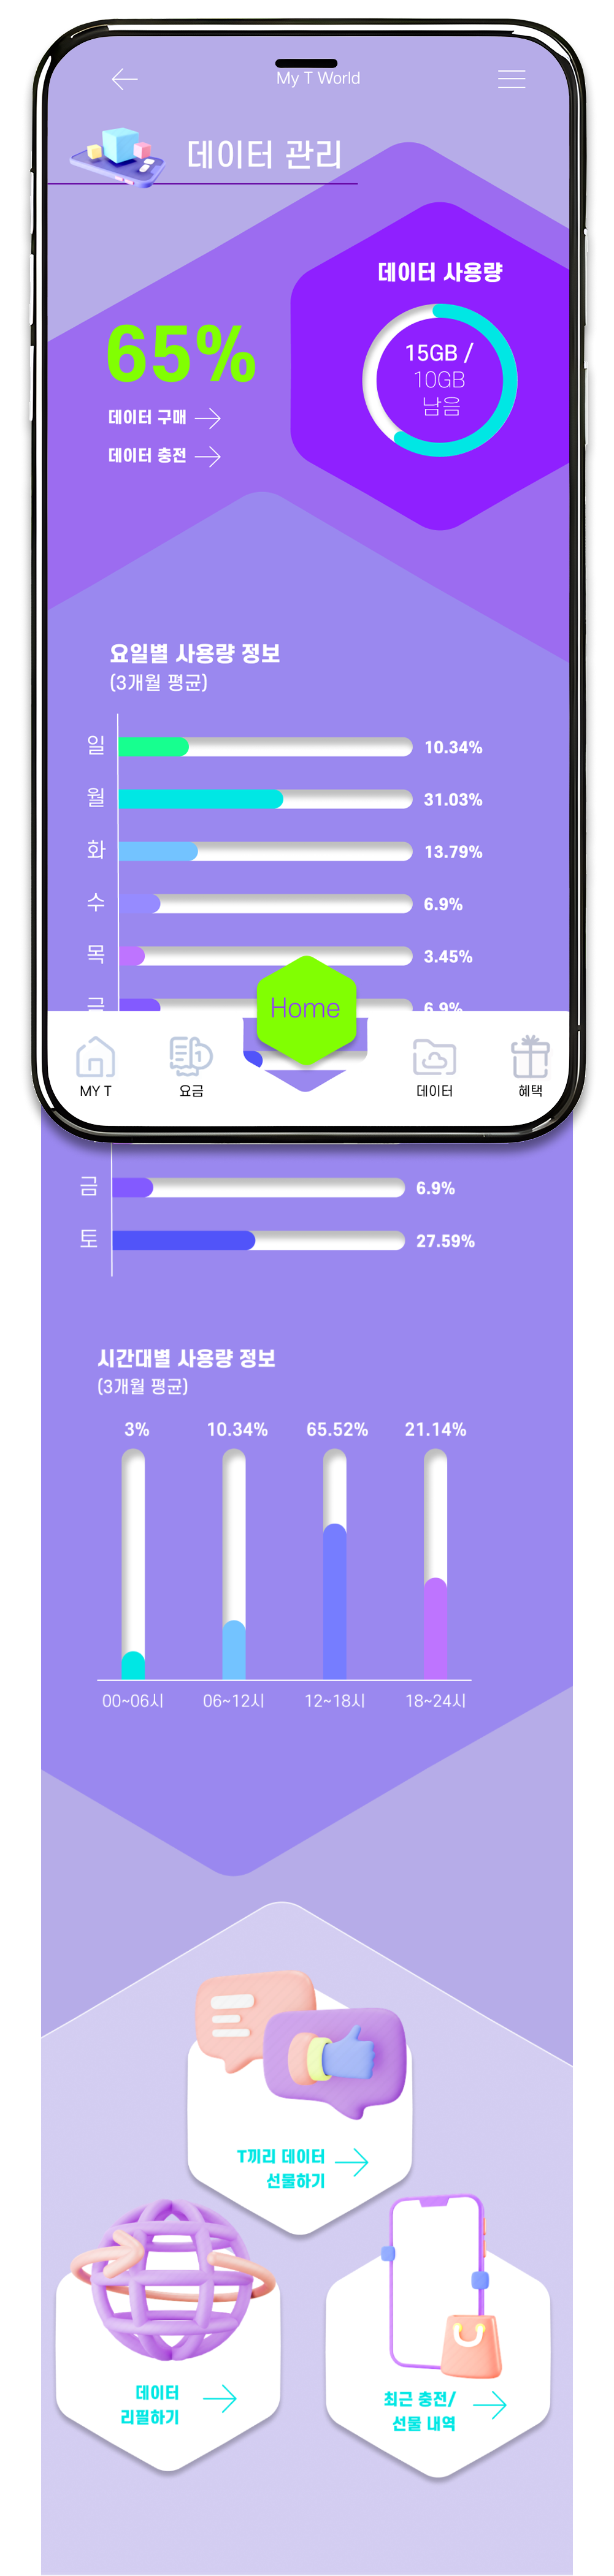 My T World
데이터 관리
데이터 사용량
65%
15GB /
10GB
남음
데이터 구매
데이터 충전
요일별 사용량 정보
(3개월 평균)
일 10.34%
월 31.03%
화 13.79%
수 6.9%
목 3.45%
금 6.9%
Home
MY T
요금
데이터
혜택
금 6.9%
토 27.59%
시간대별 사용량 정보
(3개월 평균)
3% 10.34% 65.52% 21.14%
00~06시 06~12시 12~18시 18~24시
T끼리 데이터
선물하기
데이터
리필하기
최근 충전/
선물 내역